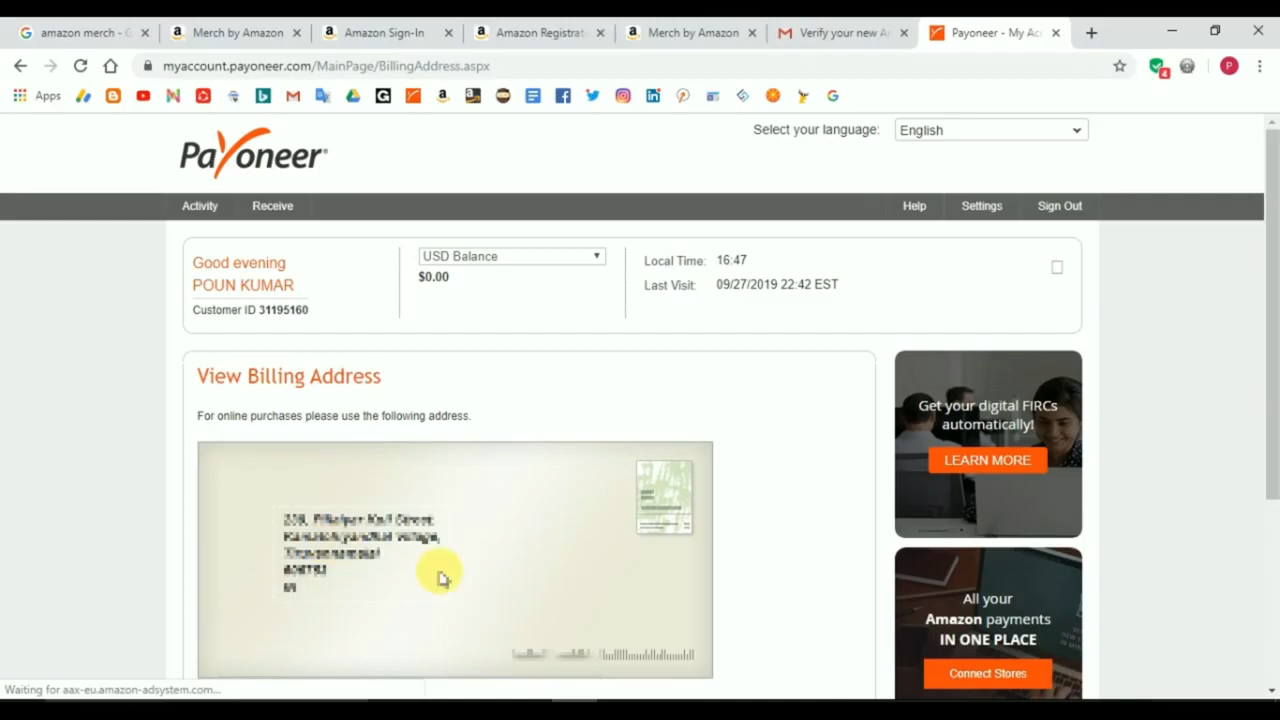 amazon merch - G
Merch by Amazon
Amazon Sign-In
Amazon Registrat
Merch by Amazon
Verify your new A
Payoneer - My Ac
myaccount.payoneer.com/MainPage/BillingAddress.aspx
Apps
Payoneer
Select your language: English
Activity Receive Help Settings Sign Out
Good evening
POUN KUMAR
Customer ID 31195160
USD Balance
$0.00
Local Time: 16:47
Last Visit: 09/27/2019 22:42 EST
View Billing Address
For online purchases please use the following address.
Get your digital FIRCs
automatically!
LEARN MORE
All your
Amazon payments
IN ONE PLACE
Connect Stores
Waiting for aax-eu.amazon-adsystem.com...